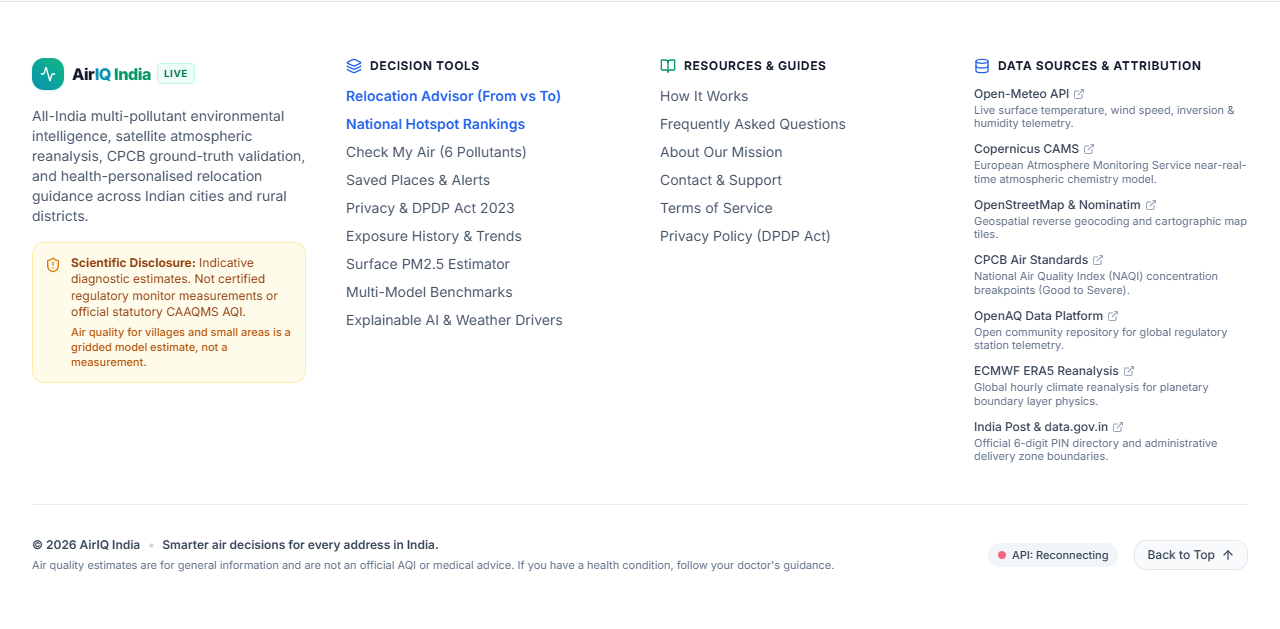 AirIQ India LIVE
All-India multi-pollutant environmental
intelligence, satellite atmospheric
reanalysis, CPCB ground-truth validation,
and health-personalised relocation
guidance across Indian cities and rural
districts.
Scientific Disclosure: Indicative
diagnostic estimates. Not certified
regulatory monitor measurements or
official statutory CAAQMS AQI.
Air quality for villages and small areas is a
gridded model estimate, not a
measurement.
DECISION TOOLS
Relocation Advisor (From vs To)
National Hotspot Rankings
Check My Air (6 Pollutants)
Saved Places & Alerts
Privacy & DPDP Act 2023
Exposure History & Trends
Surface PM2.5 Estimator
Multi-Model Benchmarks
Explainable AI & Weather Drivers
RESOURCES & GUIDES
How It Works
Frequently Asked Questions
About Our Mission
Contact & Support
Terms of Service
Privacy Policy (DPDP Act)
DATA SOURCES & ATTRIBUTION
Open-Meteo API
Live surface temperature, wind speed, inversion &
humidity telemetry.
Copernicus CAMS
European Atmosphere Monitoring Service near-real-
time atmospheric chemistry model.
OpenStreetMap & Nominatim
Geospatial reverse geocoding and cartographic map
tiles.
CPCB Air Standards
National Air Quality Index (NAQI) concentration
breakpoints (Good to Severe).
OpenAQ Data Platform
Open community repository for global regulatory
station telemetry.
ECMWF ERA5 Reanalysis
Global hourly climate reanalysis for planetary
boundary layer physics.
India Post & data.gov.in
Official 6-digit PIN directory and administrative
delivery zone boundaries.
© 2026 AirIQ India • Smarter air decisions for every address in India.
Air quality estimates are for general information and are not an official AQI or medical advice. If you have a health condition, follow your doctor's guidance.
API: Reconnecting
Back to Top ↑